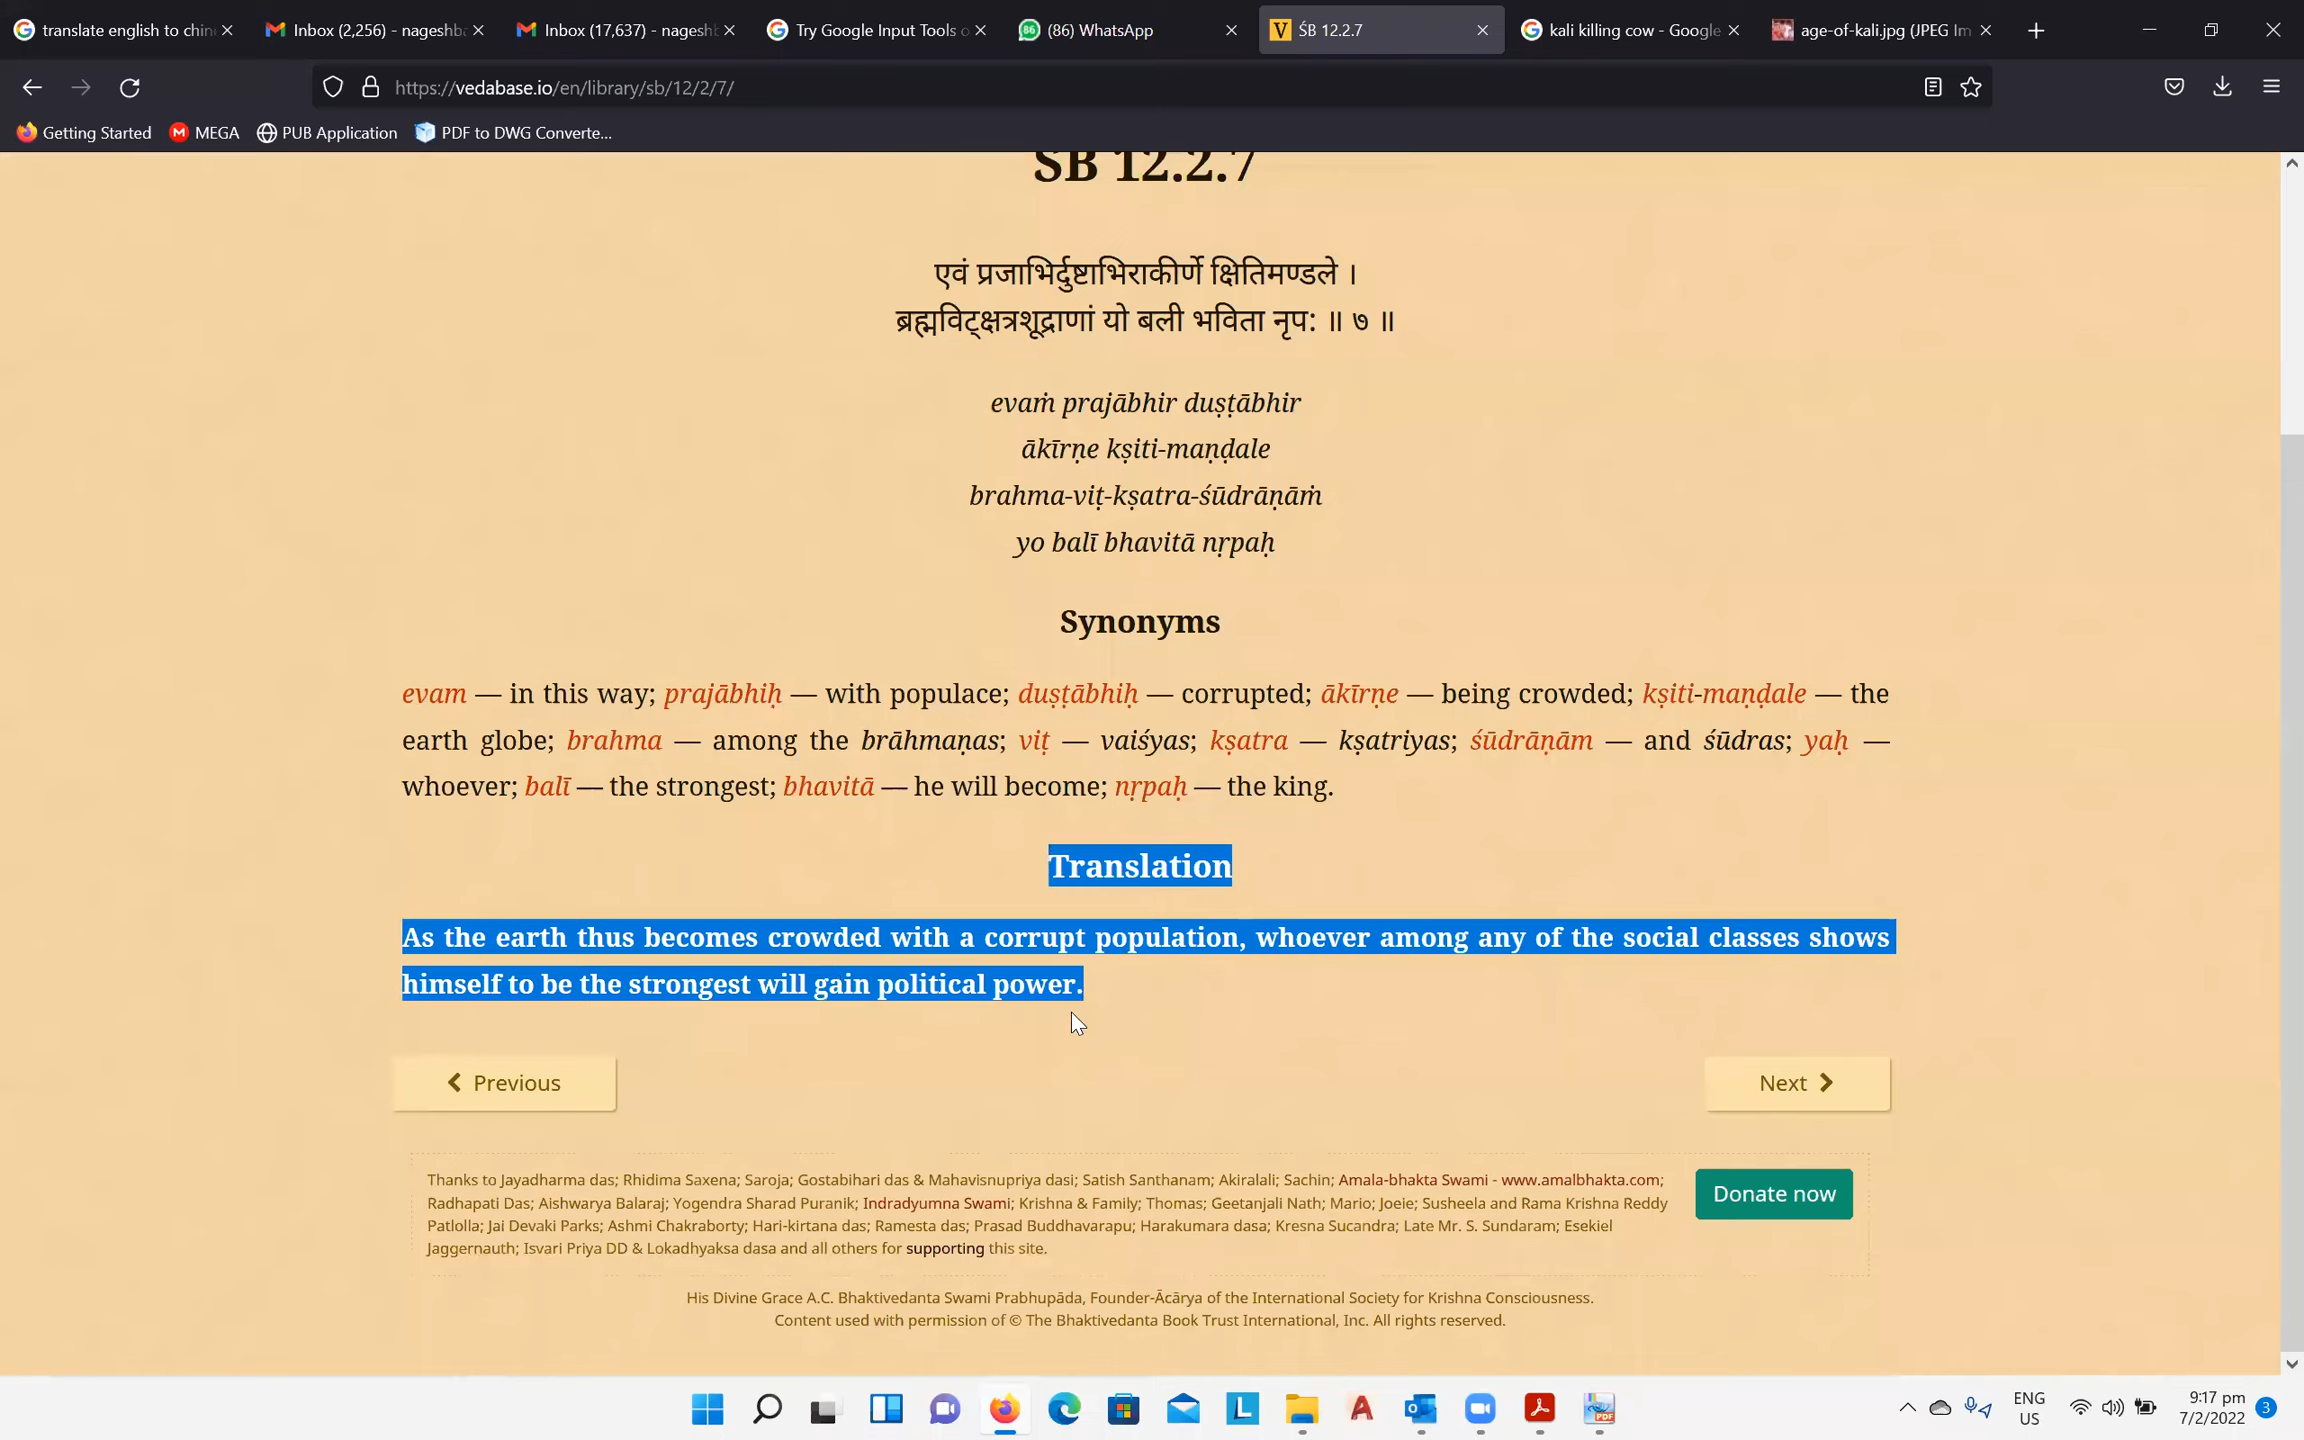 translate english to chin
Inbox (2,256) - nageshba
Inbox (17,637) - nageshb
Try Google Input Tools o
(86) WhatsApp
V ŚB 12.2.7
kali killing cow - Google
age-of-kali.jpg (JPEG Im
https://vedabase.io/en/library/sb/12/2/7/
Getting Started
MEGA
PUB Application
PDF to DWG Converte...
ŚB 12.2.7
एवं प्रजाभिर्दुष्टाभिराकीर्णे क्षितिमण्डले ।
ब्रह्मविट्क्षत्रशूद्राणां यो बली भविता नृप: ॥ ७ ॥
evaṁ prajābhir duṣṭābhir
ākīrṇe kṣiti-maṇḍale
brahma-viṭ-kṣatra-śūdrāṇāṁ
yo balī bhavitā nṛpaḥ
Synonyms
evam — in this way; prajābhiḥ — with populace; duṣṭābhiḥ — corrupted; ākīrṇe — being crowded; kṣiti-maṇḍale — the
earth globe; brahma — among the brāhmaṇas; viṭ — vaiśyas; kṣatra — kṣatriyas; śūdrāṇām — and śūdras; yaḥ —
whoever; balī — the strongest; bhavitā — he will become; nṛpaḥ — the king.
Translation
As the earth thus becomes crowded with a corrupt population, whoever among any of the social classes shows
himself to be the strongest will gain political power.
Previous
Next
Thanks to Jayadharma das; Rhidima Saxena; Saroja; Gostabihari das & Mahavisnupriya dasi; Satish Santhanam; Akiralali; Sachin; Amala-bhakta Swami - www.amalbhakta.com;
Radhapati Das; Aishwarya Balaraj; Yogendra Sharad Puranik; Indradyumna Swami; Krishna & Family; Thomas; Geetanjali Nath; Mario; Joeie; Susheela and Rama Krishna Reddy
Patlolla; Jai Devaki Parks; Ashmi Chakraborty; Hari-kirtana das; Ramesta das; Prasad Buddhavarapu; Harakumara dasa; Kresna Sucandra; Late Mr. S. Sundaram; Esekiel
Jaggernauth; Isvari Priya DD & Lokadhyaksa dasa and all others for supporting this site.
Donate now
His Divine Grace A.C. Bhaktivedanta Swami Prabhupāda, Founder-Ācārya of the International Society for Krishna Consciousness.
Content used with permission of © The Bhaktivedanta Book Trust International, Inc. All rights reserved.
ENG
US
9:17 pm
7/2/2022
3